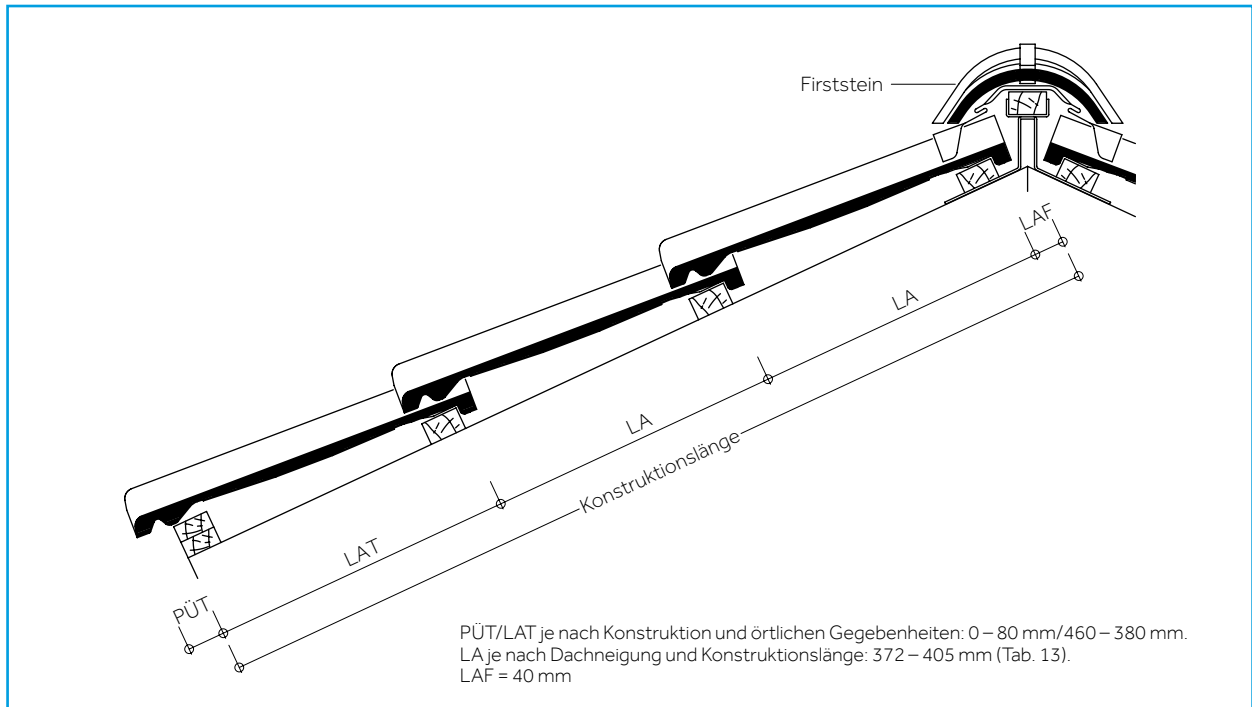 Firststein
LAF
LA
LA
Konstruktionslänge
LAT
PÜT
PÜT/LAT je nach Konstruktion und örtlichen Gegebenheiten: 0 – 80 mm/460 – 380 mm.
LA je nach Dachneigung und Konstruktionslänge: 372 – 405 mm (Tab. 13).
LAF = 40 mm